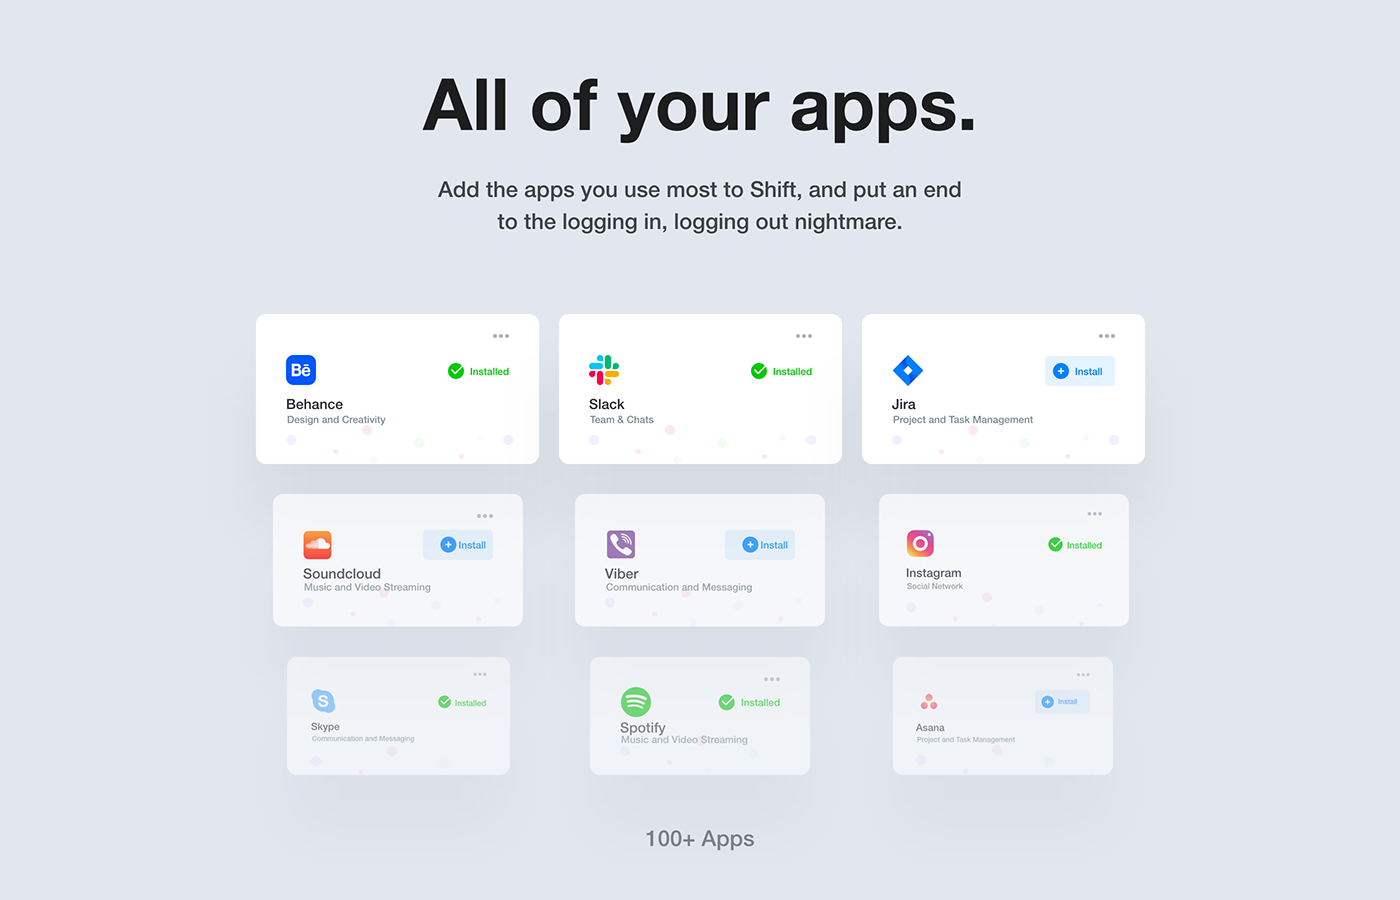 All of your apps.
Add the apps you use most to Shift, and put an end
to the logging in, logging out nightmare.
Bē
Installed
Behance
Design and Creativity
Installed
Slack
Team & Chats
Install
Jira
Project and Task Management
Install
Soundcloud
Music and Video Streaming
Install
Viber
Communication and Messaging
Installed
Instagram
Social Network
S
Installed
Skype
Communication and Messaging
Installed
Spotify
Music and Video Streaming
Install
Asana
Project and Task Management
100+ Apps